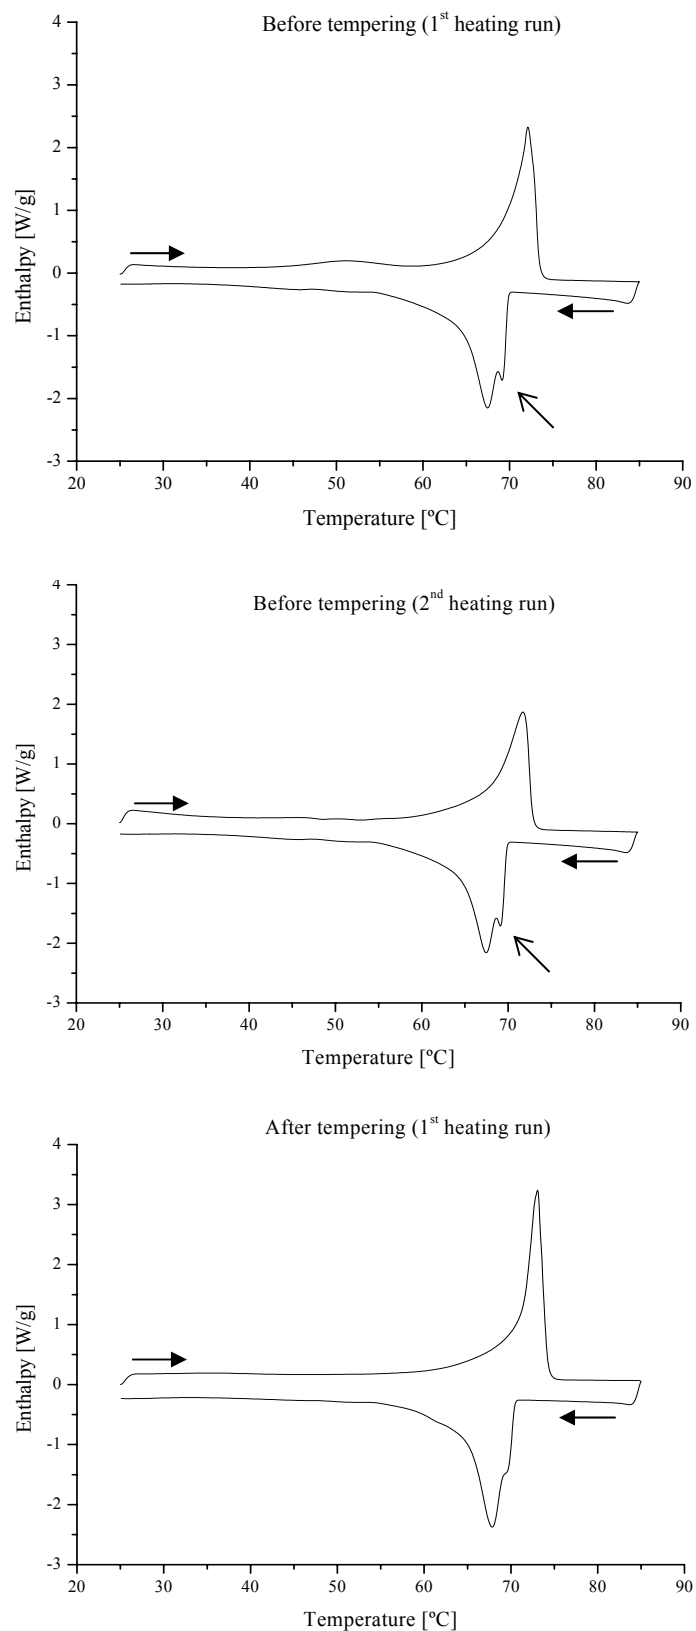 Before tempering (1st heating run)
4
3
2
1
0
-1
-2
-3
Enthalpy [W/g]
20 30 40 50 60 70 80 90
Temperature [ºC]
Before tempering (2nd heating run)
4
3
2
1
0
-1
-2
-3
Enthalpy [W/g]
20 30 40 50 60 70 80 90
Temperature [ºC]
After tempering (1st heating run)
4
3
2
1
0
-1
-2
-3
Enthalpy [W/g]
20 30 40 50 60 70 80 90
Temperature [ºC]